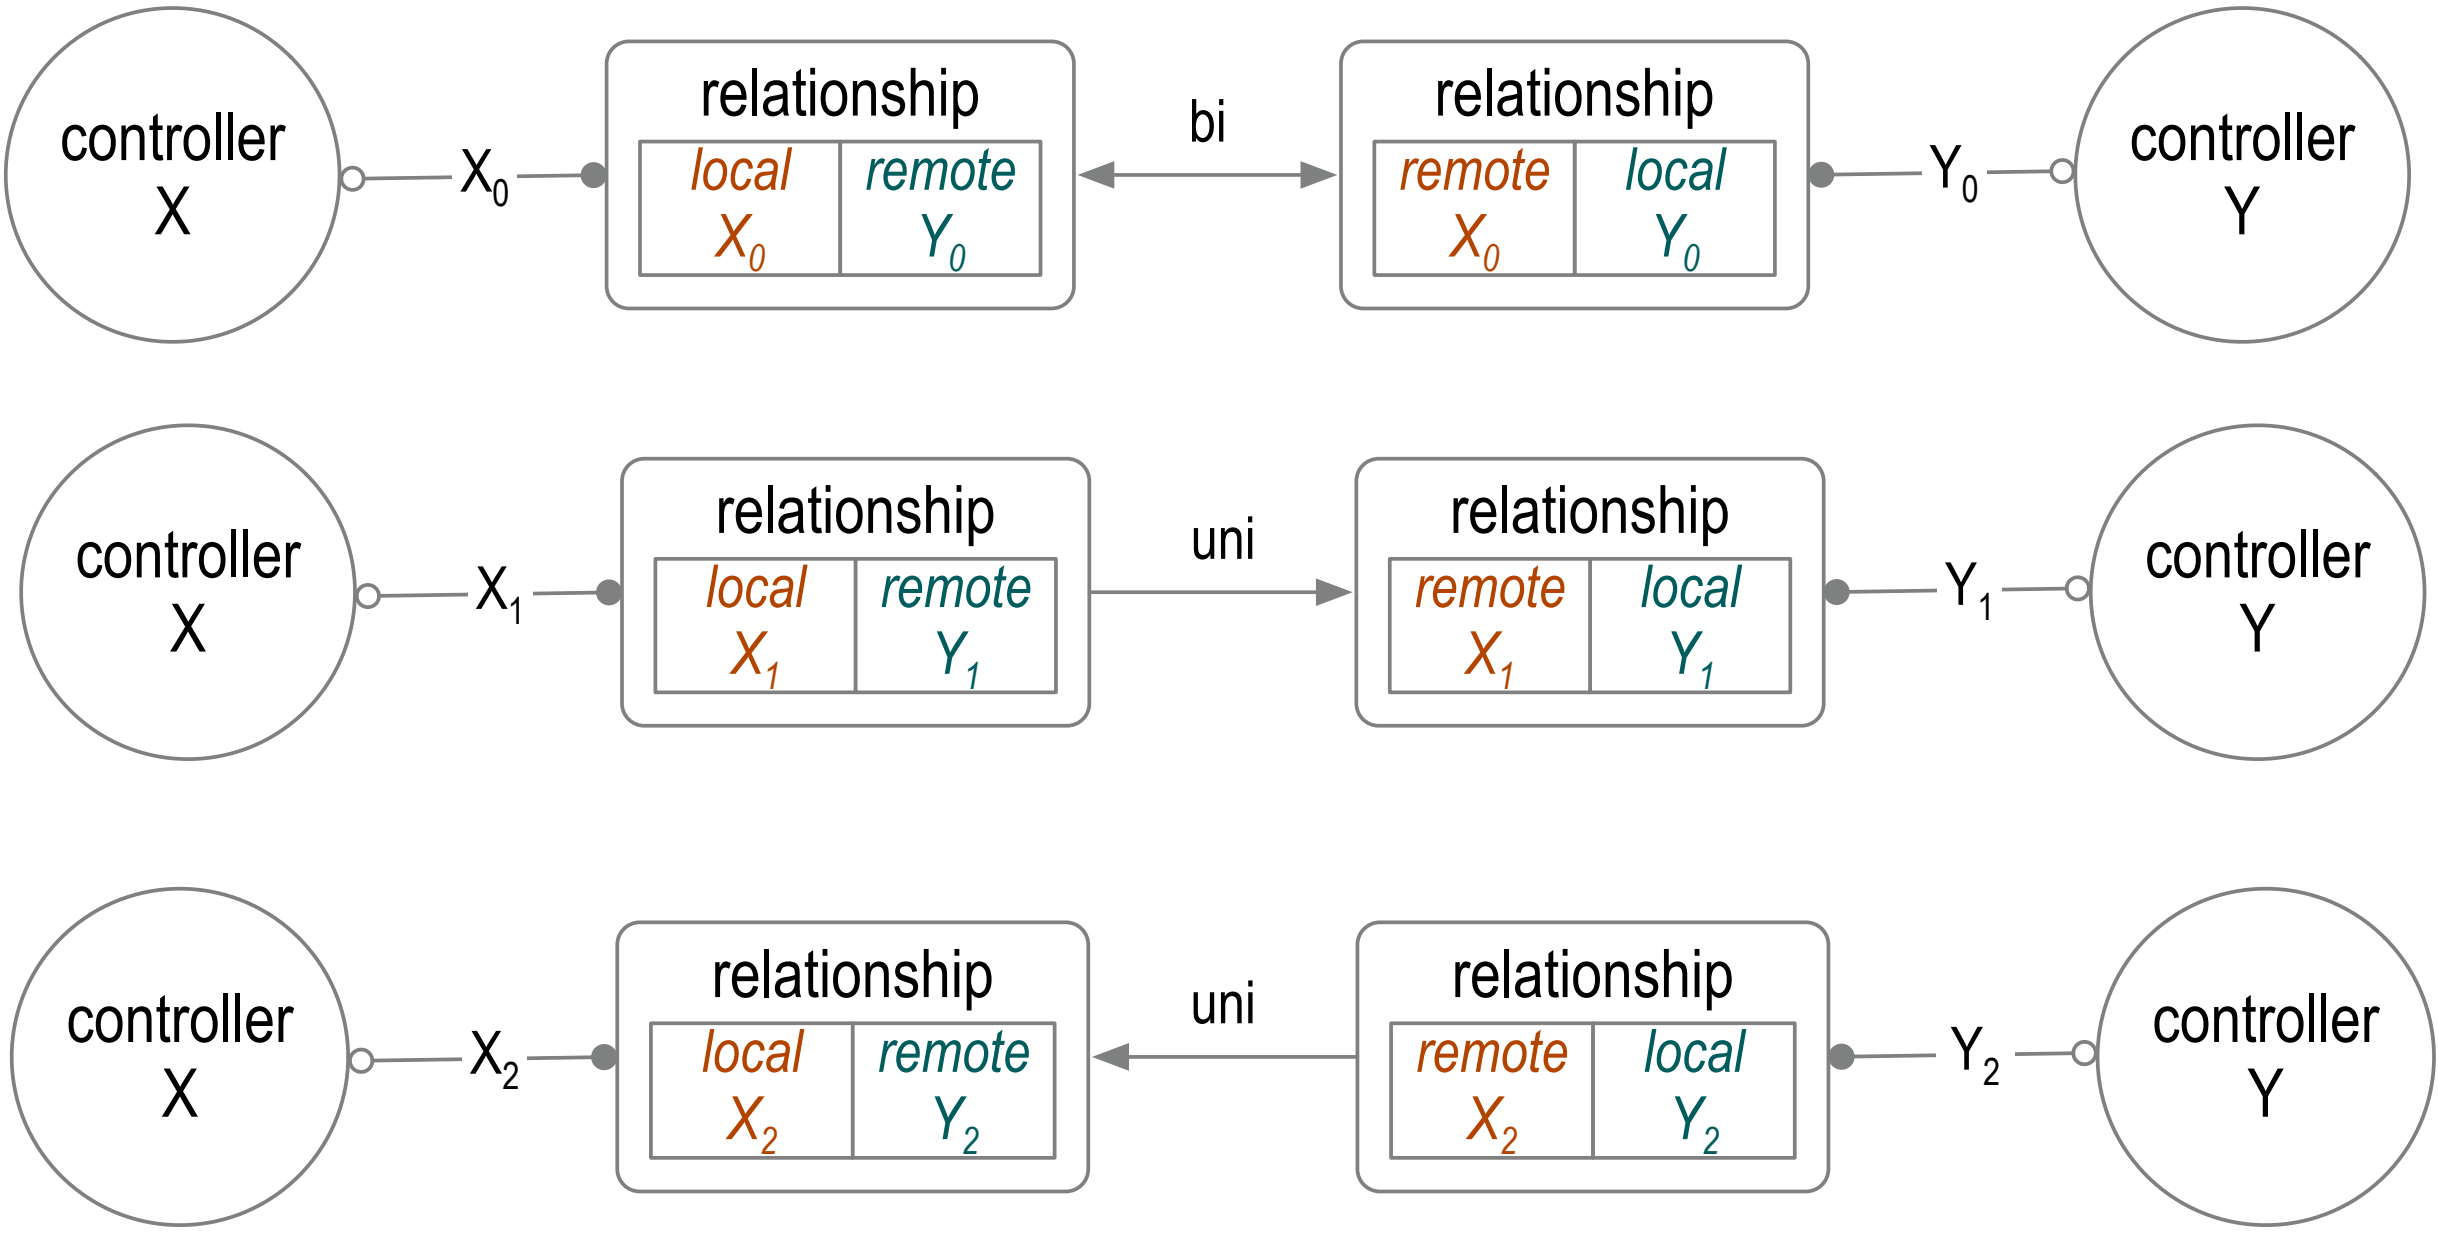 controller
X
X0
relationship
local remote
X0 Y0
bi
relationship
remote local
X0 Y0
Y0
controller
Y
controller
X
X1
relationship
local remote
X1 Y1
uni
relationship
remote local
X1 Y1
Y1
controller
Y
controller
X
X2
relationship
local remote
X2 Y2
uni
relationship
remote local
X2 Y2
Y2
controller
Y